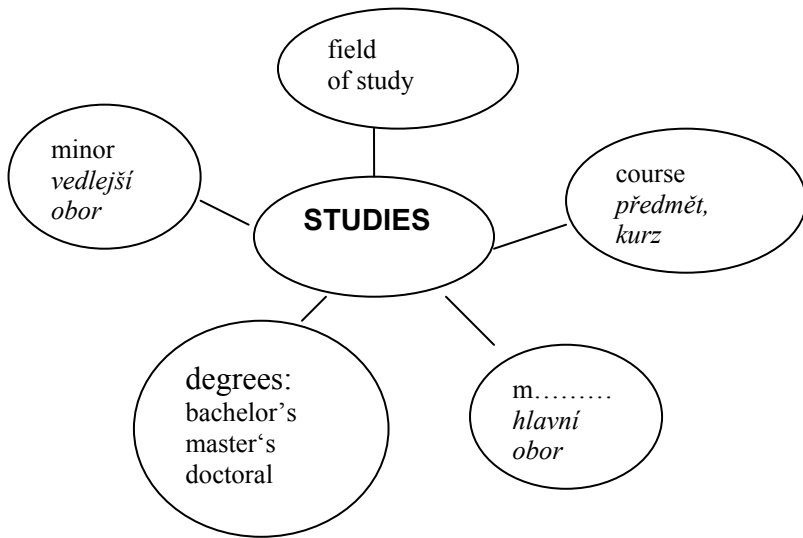 field
of study
minor
vedlejší
obor
STUDIES
course
předmět,
kurz
degrees:
bachelor’s
master‘s
doctoral
m………
hlavní
obor